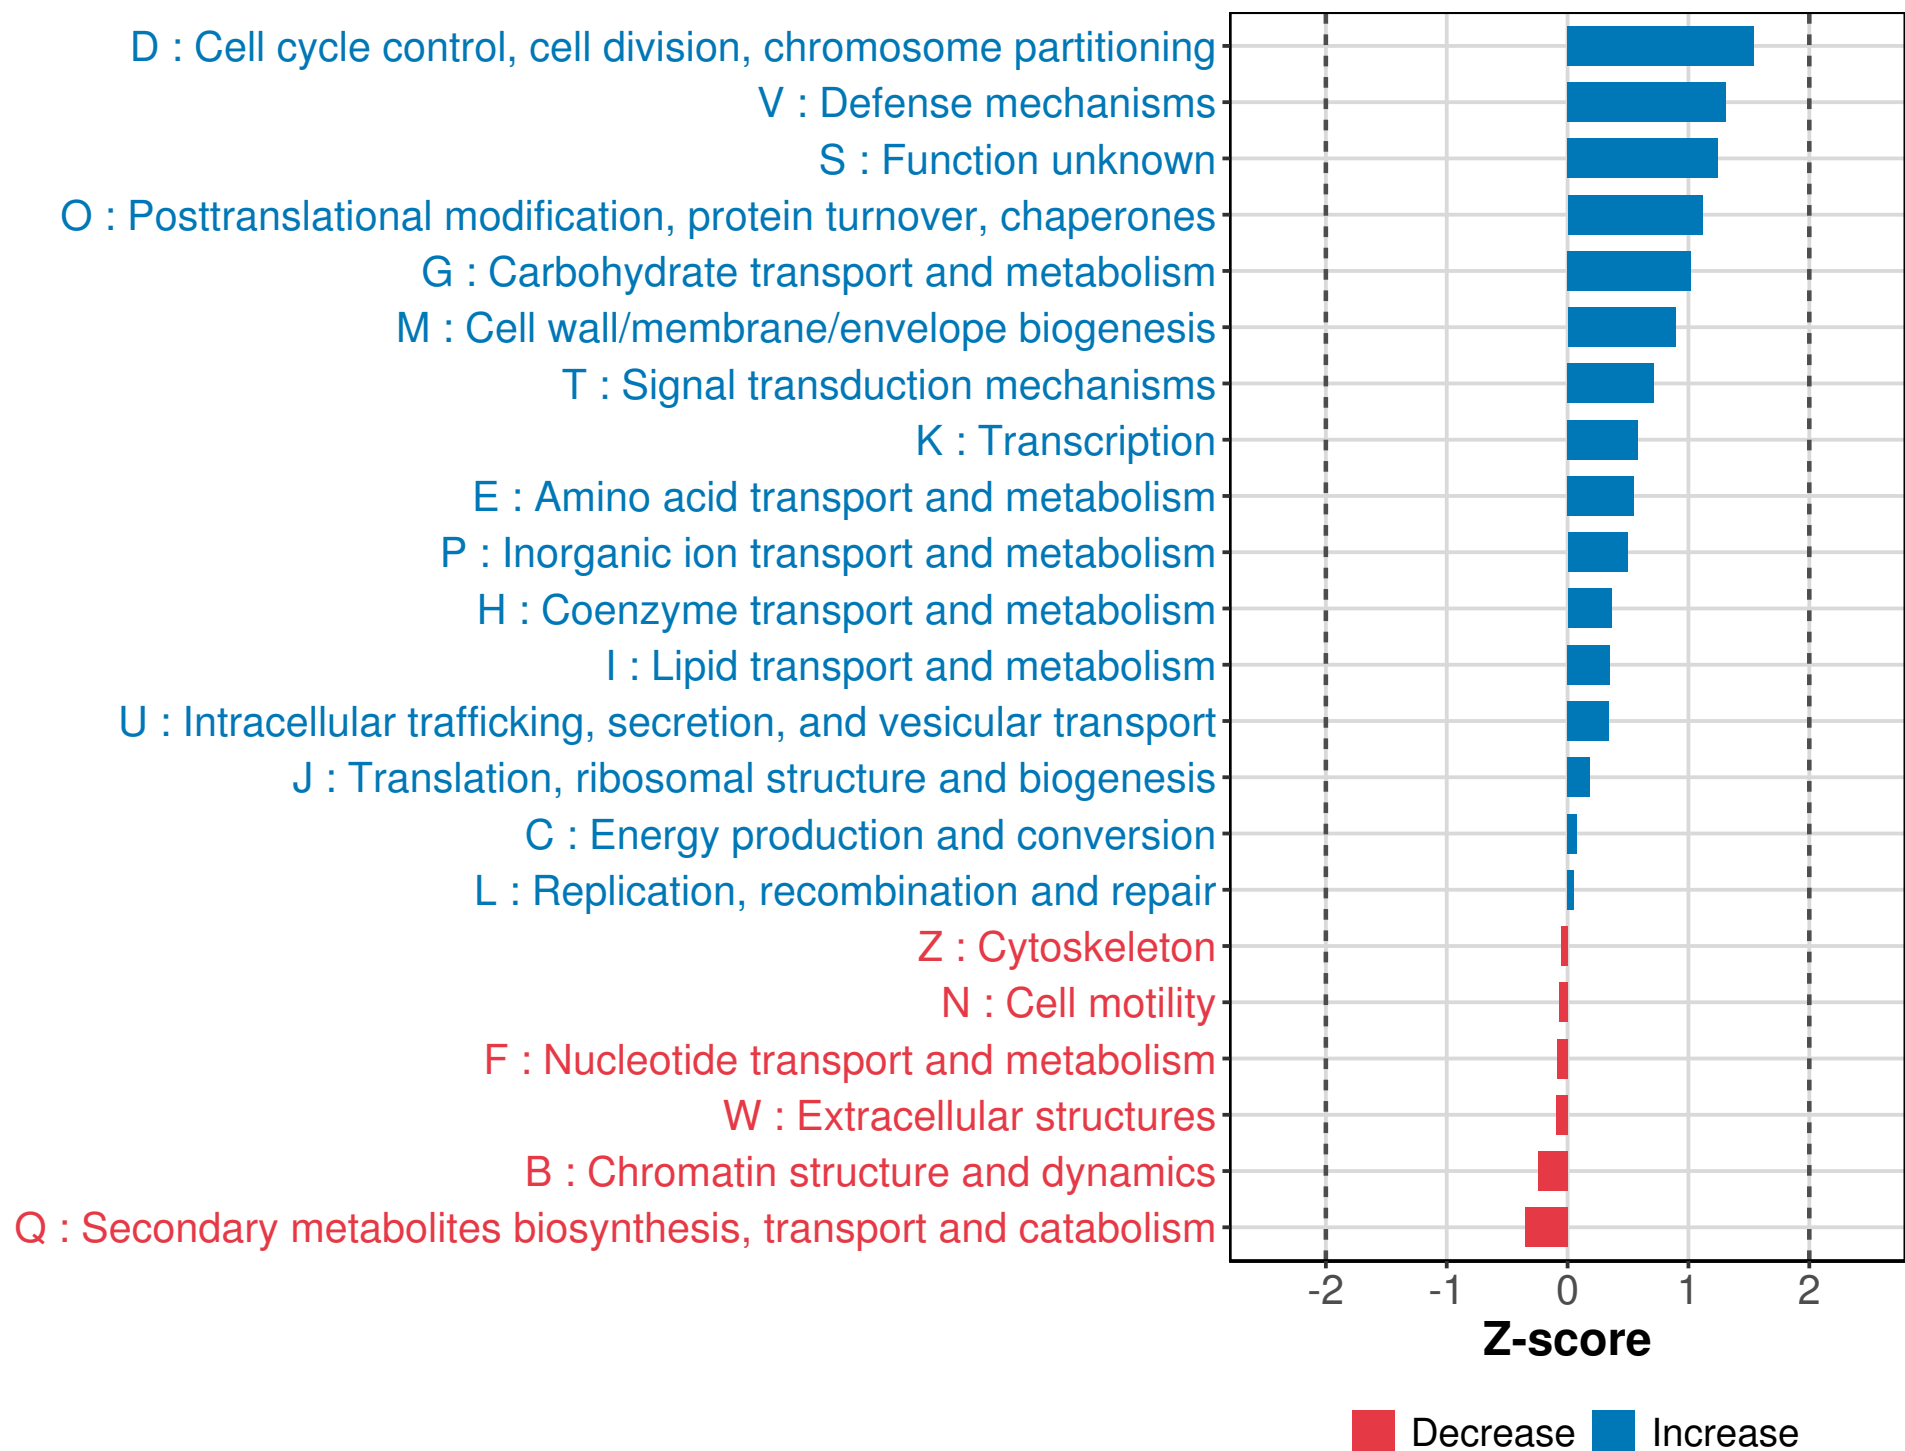 D : Cell cycle control, cell division, chromosome partitioning
V : Defense mechanisms
S : Function unknown
O : Posttranslational modification, protein turnover, chaperones
G : Carbohydrate transport and metabolism
M : Cell wall/membrane/envelope biogenesis
T : Signal transduction mechanisms
K : Transcription
E : Amino acid transport and metabolism
P : Inorganic ion transport and metabolism
H : Coenzyme transport and metabolism
I : Lipid transport and metabolism
U : Intracellular trafficking, secretion, and vesicular transport
J : Translation, ribosomal structure and biogenesis
C : Energy production and conversion
L : Replication, recombination and repair
Z : Cytoskeleton
N : Cell motility
F : Nucleotide transport and metabolism
W : Extracellular structures
B : Chromatin structure and dynamics
Q : Secondary metabolites biosynthesis, transport and catabolism
-2 -1 0 1 2
Z-score
Decrease Increase